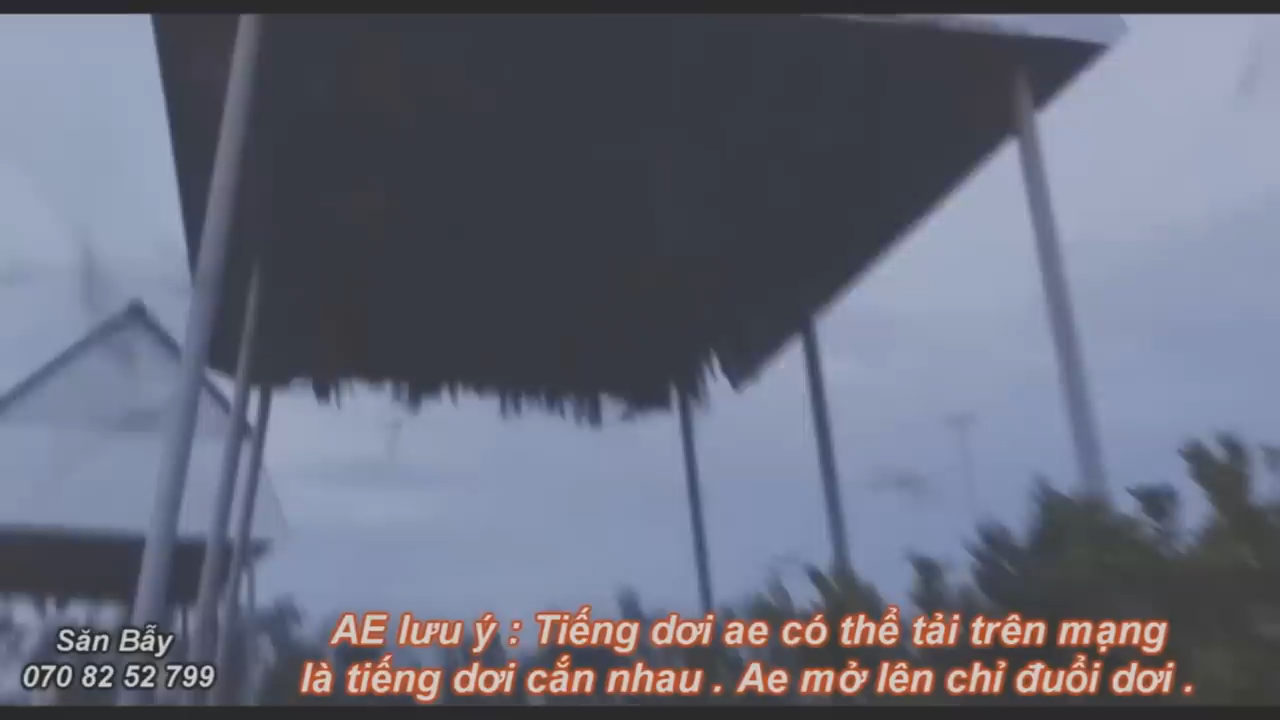 AE lưu ý : Tiếng dơi ae có thể tải trên mạng
là tiếng dơi cắn nhau . Ae mở lên chỉ đuổi dơi .
Săn Bẫy
070 82 52 799